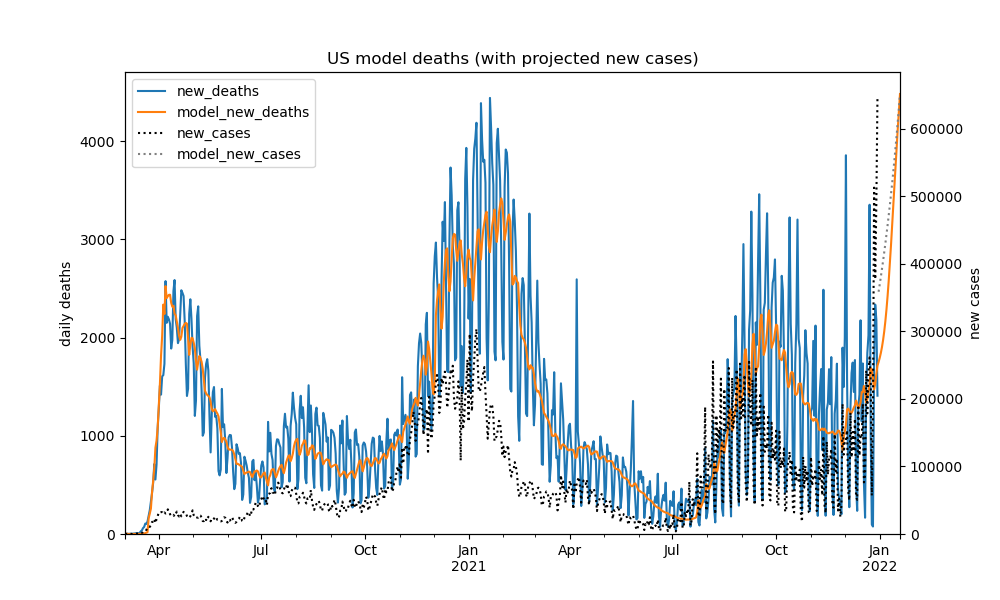 US model deaths (with projected new cases)
new_deaths
model_new_deaths
new_cases
model_new_cases
daily deaths
4000
3000
2000
1000
0
new cases
600000
500000
400000
300000
200000
100000
0
Apr Jul Oct Jan Apr Jul Oct Jan
2021 2022